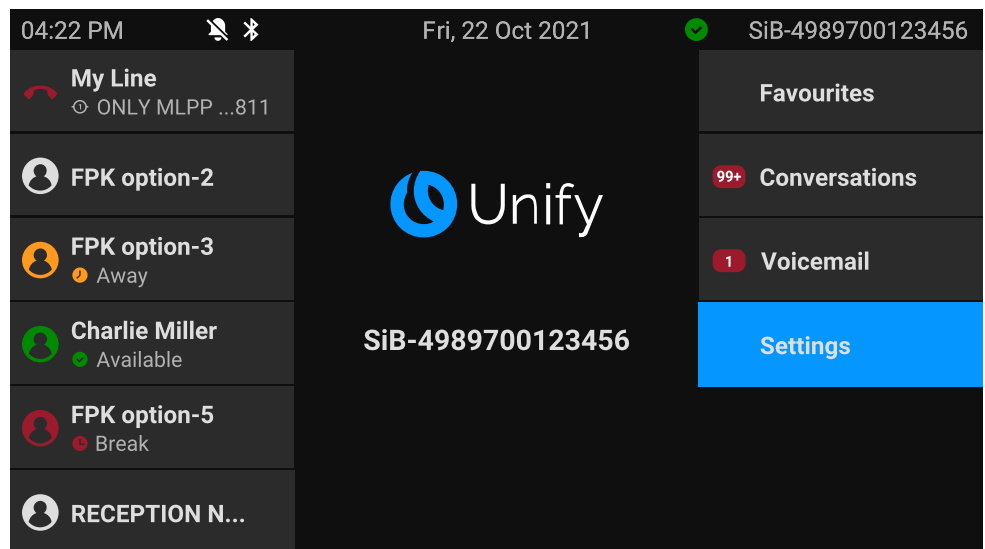 04:22 PM
Fri, 22 Oct 2021
SiB-4989700123456
My Line
ONLY MLPP ...811
FPK option-2
FPK option-3
Away
Charlie Miller
Available
FPK option-5
Break
RECEPTION N...
Unify
SiB-4989700123456
Favourites
99+ Conversations
1 Voicemail
Settings